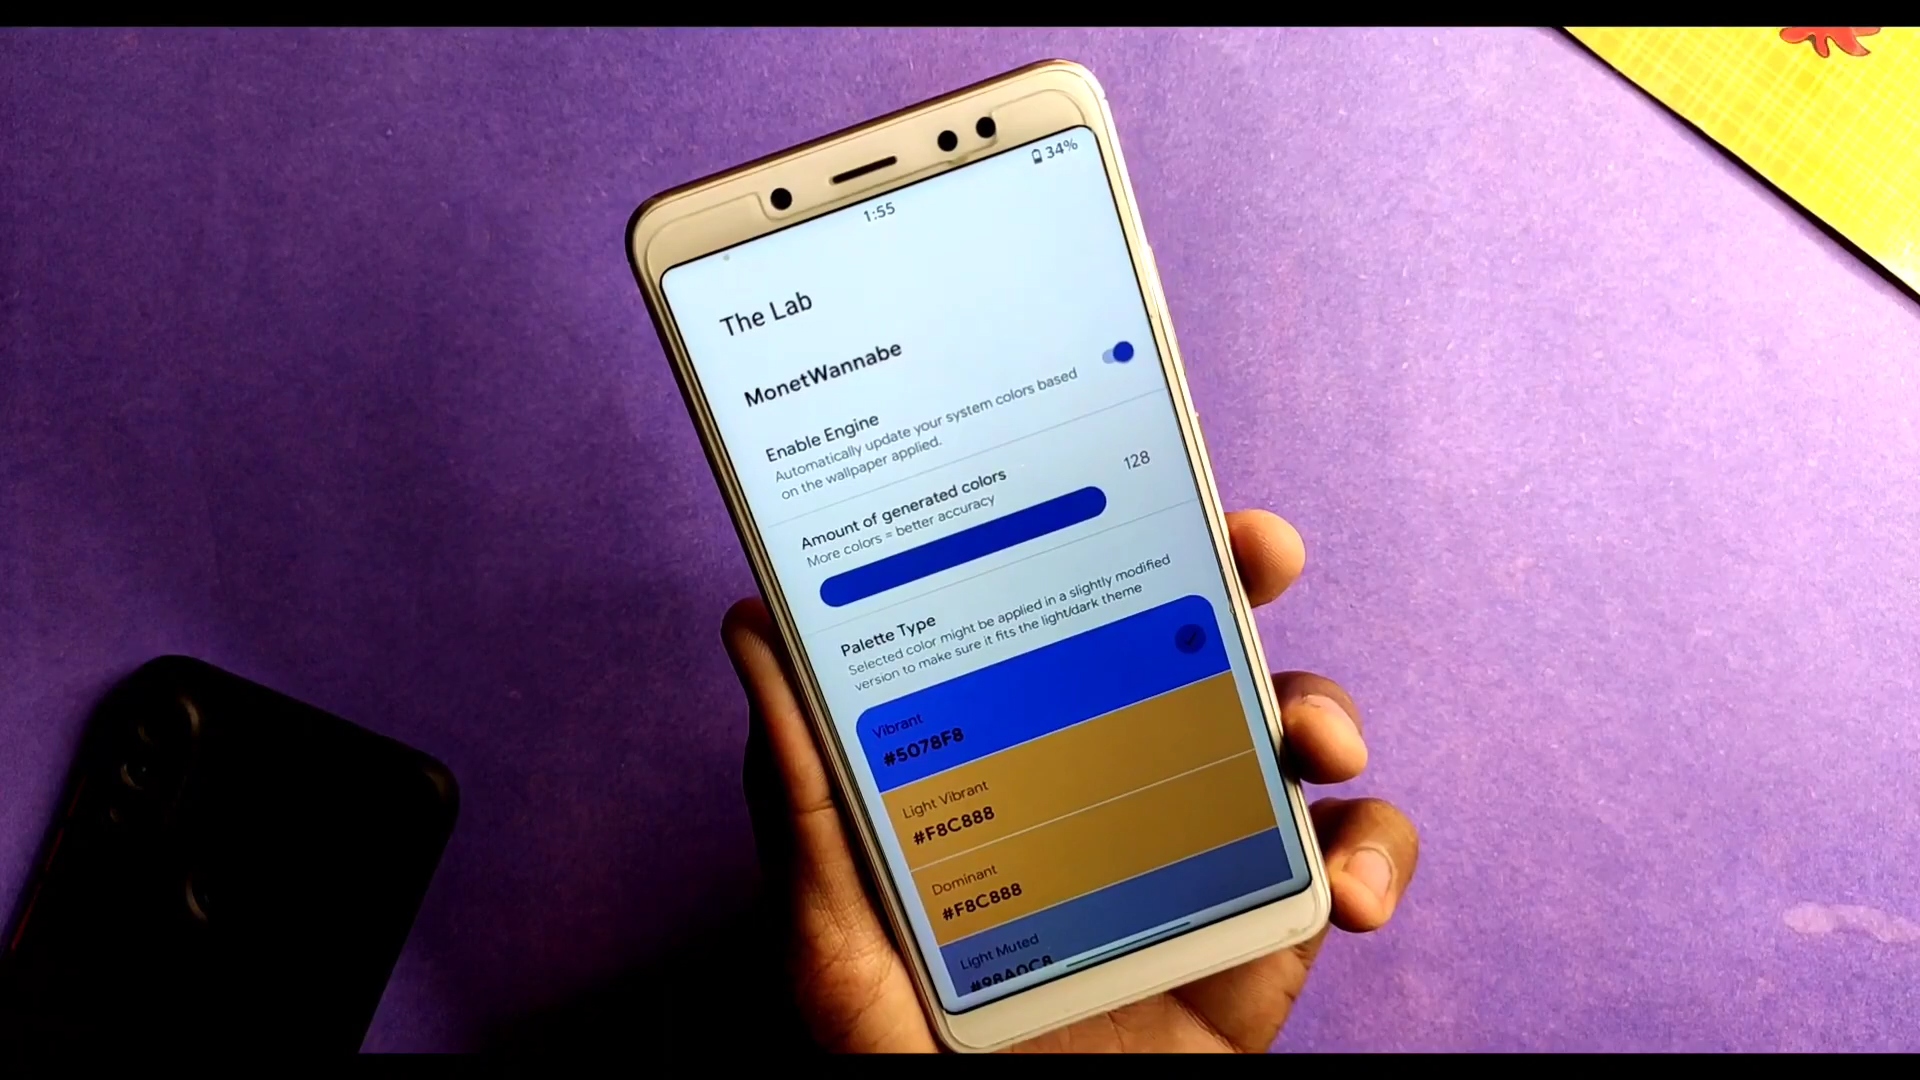 34%
1:55
The Lab
MonetWannabe
Enable Engine
Automatically update your system colors based
on the wallpaper applied.
Amount of generated colors
128
More colors = better accuracy
Palette Type
Selected color might be applied in a slightly modified
version to make sure it fits the light/dark theme
Vibrant
#5078F8
Light Vibrant
#F8C888
Dominant
#F8C888
Light Muted
#98A0C8